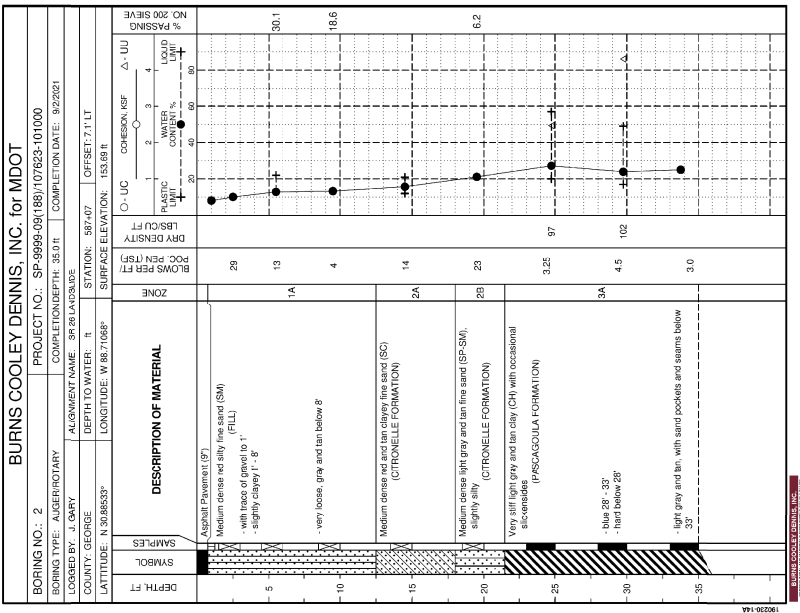 BURNS COOLEY DENNIS, INC. for MDOT
BORING NO.: 2 PROJECT NO.: SP-9999-09(188)/107623-101000
BORING TYPE: AUGER/ROTARY COMPLETION DEPTH: 35.0 ft COMPLETION DATE: 9/2/2021
LOGGED BY: J. GARY ALIGNMENT NAME: SR 26 LANDSLIDE
COUNTY: GEORGE DEPTH TO WATER: ft STATION: 587+07 OFFSET: 7.1' LT
LATITUDE: N 30.88533° LONGITUDE: W 88.71068° SURFACE ELEVATION: 153.69 ft
DEPTH, FT
SYMBOL
SAMPLES
DESCRIPTION OF MATERIAL
ZONE
BLOWS PER FT/
POC. PEN (TSF)
DRY DENSITY
LBS/CU FT
O - UC COHESION, KSF △ - UU
1 2 3 4
PLASTIC LIMIT WATER CONTENT % LIQUID LIMIT
20 40 60 80
% PASSING
NO. 200 SIEVE
Asphalt Pavement (9")
Medium dense red silty fine sand (SM)
(FILL)
29
- with trace of gravel to 1'
- slightly clayey 1' - 8'
5
1A
13
30.1
- very loose, gray and tan below 8'
4
18.6
10
Medium dense red and tan clayey fine sand (SC)
(CITRONELLE FORMATION)
2A
14
15
Medium dense light gray and tan fine sand (SP-SM),
slightly silty
(CITRONELLE FORMATION)
2B
23
6.2
20
Very stiff light gray and tan clay (CH) with occasional
slickensides
(PASCAGOULA FORMATION)
3.25
97
25
3A
- blue 28' - 33'
- hard below 28'
4.5
102
30
- light gray and tan, with sand pockets and seams below
33'
3.0
35
190230-14A
BURNS COOLEY DENNIS, INC.